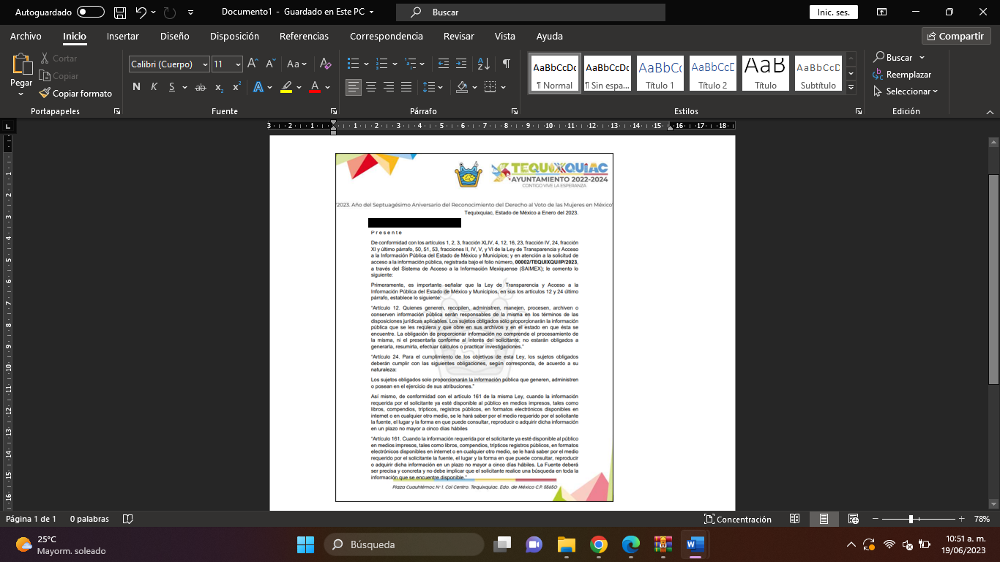 Autoguardado
Documento1 - Guardado en Este PC
Buscar
Inic. ses.
Archivo Inicio Insertar Diseño Disposición Referencias Correspondencia Revisar Vista Ayuda
Compartir
Pegar
Cortar
Copiar
Copiar formato
Portapapeles
Calibri (Cuerpo) 11
Aa
N K S ab x₂ x²
Fuente
Párrafo
AaBbCcDc
¶ Normal
AaBbCcDc
¶ Sin espa...
AaBbCc
Título 1
AaBbCcD
Título 2
AaB
Título
AaBbCcD
Subtítulo
Estilos
Buscar
Reemplazar
Seleccionar
Edición
3 2 1 1 2 3 4 5 6 7 8 9 10 11 12 13 14 15 16 17 18
TEQUIXQUIAC
AYUNTAMIENTO 2022-2024
CONTIGO VIVE LA ESPERANZA
"2023. Año del Septuagésimo Aniversario del Reconocimiento del Derecho al Voto de las Mujeres en México"
Tequixquiac, Estado de México a Enero del 2023.
Presente
De conformidad con los artículos 1, 2, 3, fracción XLIV, 4, 12, 16, 23, fracción IV, 24, fracción
XI y último párrafo, 50, 51, 53, fracciones II, IV, V, y VI de la Ley de Transparencia y Acceso
a la Información Pública del Estado de México y Municipios; y en atención a la solicitud de
acceso a la información pública, registrada bajo el folio número, 00002/TEQUIXQU/IP/2023,
a través del Sistema de Acceso a la Información Mexiquense (SAIMEX); le comento lo
siguiente:
Primeramente, es importante señalar que la Ley de Transparencia y Acceso a la
Información Pública del Estado de México y Municipios, en sus los artículos 12 y 24 último
párrafo, establece lo siguiente:
“Artículo 12. Quienes generen, recopilen, administren, manejen, procesen, archiven o
conserven información pública serán responsables de la misma en los términos de las
disposiciones jurídicas aplicables. Los sujetos obligados sólo proporcionarán la información
pública que se les requiera y que obre en sus archivos y en el estado en que ésta se
encuentre. La obligación de proporcionar información no comprende el procesamiento de
la misma, ni el presentarla conforme al interés del solicitante; no estarán obligados a
generarla, resumirla, efectuar cálculos o practicar investigaciones.”
“Artículo 24. Para el cumplimiento de los objetivos de esta Ley, los sujetos obligados
deberán cumplir con las siguientes obligaciones, según corresponda, de acuerdo a su
naturaleza:
Los sujetos obligados solo proporcionarán la información pública que generen, administren
o posean en el ejercicio de sus atribuciones.”
Así mismo, de conformidad con el artículo 161 de la misma Ley, cuando la información
requerida por el solicitante ya esté disponible al público en medios impresos, tales como
libros, compendios, trípticos, registros públicos, en formatos electrónicos disponibles en
internet o en cualquier otro medio, se le hará saber por el medio requerido por el solicitante
la fuente, el lugar y la forma en que puede consultar, reproducir o adquirir dicha información
en un plazo no mayor a cinco días hábiles
“Artículo 161. Cuando la información requerida por el solicitante ya esté disponible al público
en medios impresos, tales como libros, compendios, trípticos registros públicos, en formatos
electrónicos disponibles en internet o en cualquier otro medio, se le hará saber por el medio
requerido por el solicitante la fuente, el lugar y la forma en que puede consultar, reproducir
o adquirir dicha información en un plazo no mayor a cinco días hábiles. La Fuente deberá
ser precisa y concreta y no debe implicar que el solicitante realice una búsqueda en toda la
información que se encuentre disponible.”
Plaza Cuauhtémoc N°1. Col Centro. Tequixquiac. Edo. de México C.P. 55650
Página 1 de 1 0 palabras
Concentración
78%
25°C
Mayorm. soleado
Búsqueda
10:51 a. m.
19/06/2023